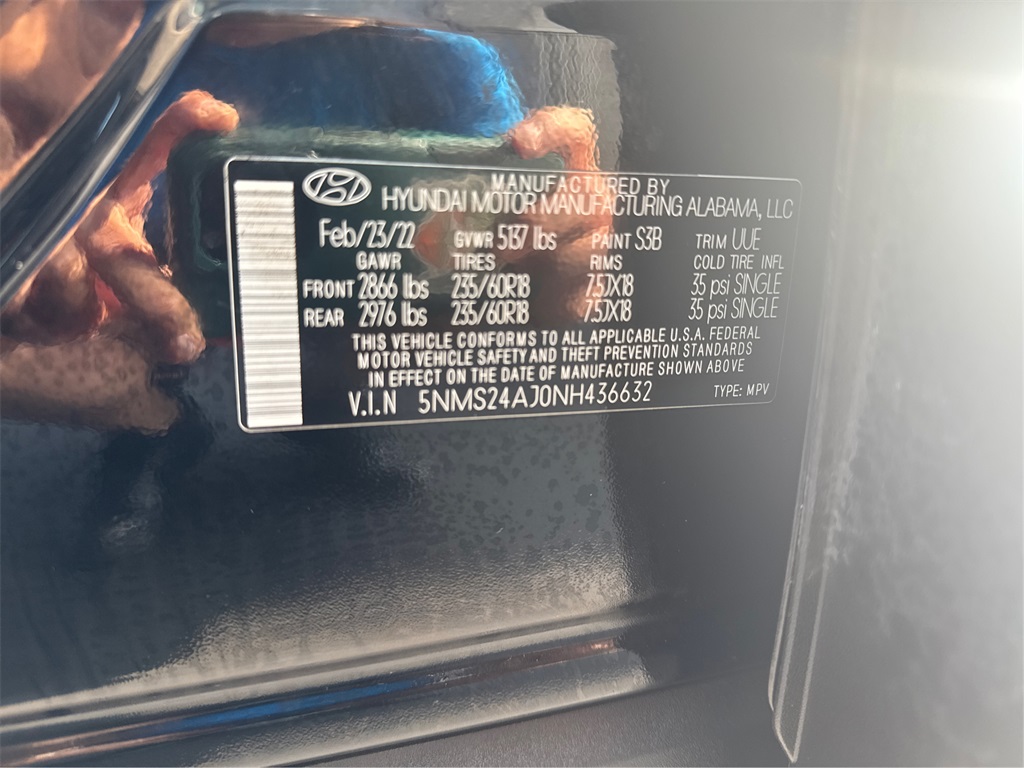 MANUFACTURED BY
HYUNDAI MOTOR MANUFACTURING ALABAMA, LLC
Feb/23/22 GVWR 5137 lbs PAINT S3B TRIM UUE
GAWR TIRES RIMS COLD TIRE INFL
FRONT 2866 lbs 235/60R18 7.5JX18 35 psi SINGLE
REAR 2976 lbs 235/60R18 7.5JX18 35 psi SINGLE
THIS VEHICLE CONFORMS TO ALL APPLICABLE U.S.A. FEDERAL
MOTOR VEHICLE SAFETY AND THEFT PREVENTION STANDARDS
IN EFFECT ON THE DATE OF MANUFACTURE SHOWN ABOVE
V.I.N 5NMS24AJ0NH436632 TYPE: MPV